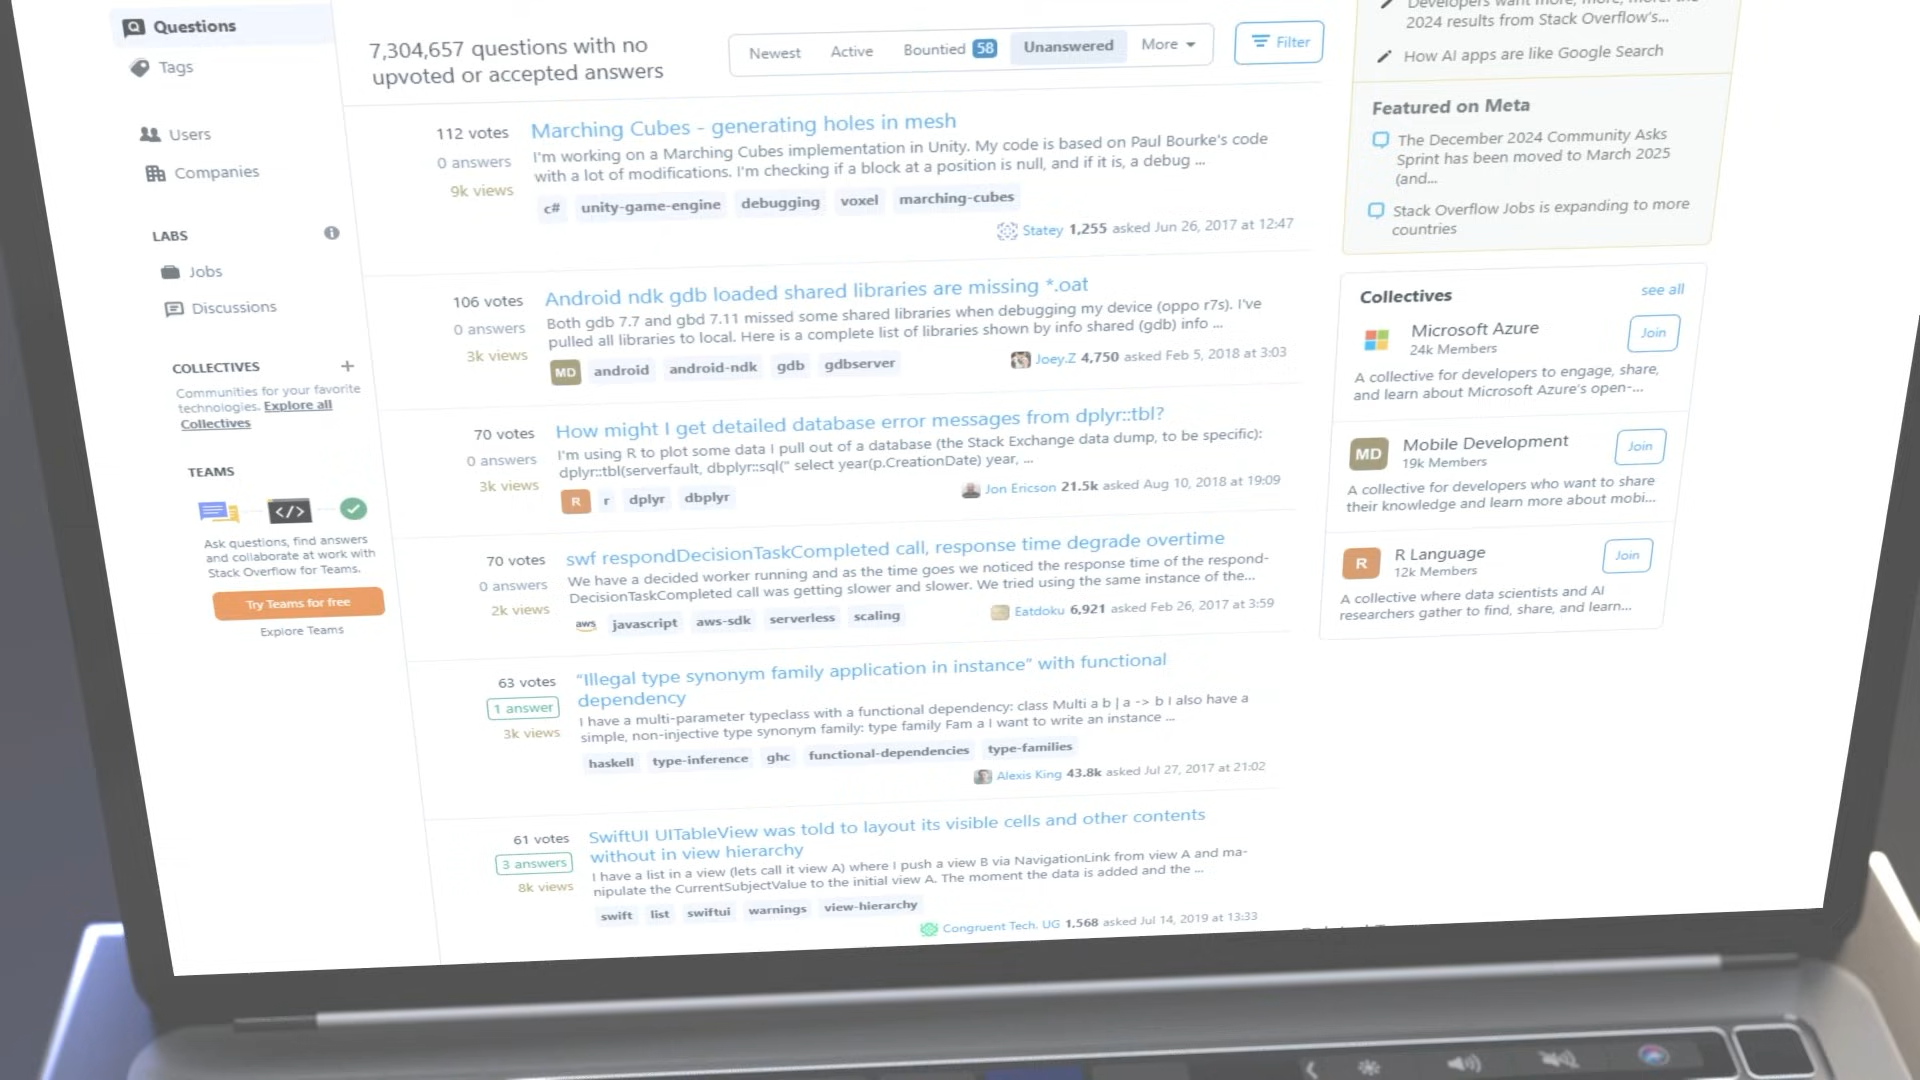 Questions
Tags
Users
Companies
LABS
Jobs
Discussions
COLLECTIVES
Communities for your favorite
technologies. Explore all
Collectives
TEAMS
Ask questions, find answers
and collaborate at work with
Stack Overflow for Teams.
Try Teams for free
Explore Teams
7,304,657 questions with no
upvoted or accepted answers
Newest Active Bountied 58 Unanswered More
Filter
112 votes
0 answers
9k views
Marching Cubes - generating holes in mesh
I'm working on a Marching Cubes implementation in Unity. My code is based on Paul Bourke's code
with a lot of modifications. I'm checking if a block at a position is null, and if it is, a debug ...
c# unity-game-engine debugging voxel marching-cubes
Statey 1,255 asked Jun 26, 2017 at 12:47
106 votes
0 answers
3k views
Android ndk gdb loaded shared libraries are missing *.oat
Both gdb 7.7 and gbd 7.11 missed some shared libraries when debugging my device (oppo r7s). I've
pulled all libraries to local. Here is a complete list of libraries shown by info shared (gdb) info ...
MD android android-ndk gdb gdbserver
Joey.Z 4,750 asked Feb 5, 2018 at 3:03
70 votes
0 answers
3k views
How might I get detailed database error messages from dplyr::tbl?
I'm using R to plot some data I pull out of a database (the Stack Exchange data dump, to be specific):
dplyr::tbl(serverfault, dbplyr::sql(" select year(p.CreationDate) year, ...
R r dplyr dbplyr
Jon Ericson 21.5k asked Aug 10, 2018 at 19:09
70 votes
0 answers
2k views
swf respondDecisionTaskCompleted call, response time degrade overtime
We have a decided worker running and as the time goes we noticed the response time of the respond-
DecisionTaskCompleted call was getting slower and slower. We tried using the same instance of the...
aws javascript aws-sdk serverless scaling
Eatdoku 6,921 asked Feb 26, 2017 at 3:59
63 votes
1 answer
3k views
"Illegal type synonym family application in instance" with functional
dependency
I have a multi-parameter typeclass with a functional dependency: class Multi a b | a -> b I also have a
simple, non-injective type synonym family: type family Fam a I want to write an instance ...
haskell type-inference ghc functional-dependencies type-families
Alexis King 43.8k asked Jul 27, 2017 at 21:02
61 votes
3 answers
8k views
SwiftUI UITableView was told to layout its visible cells and other contents
without in view hierarchy
I have a list in a view (lets call it view A) where I push a view B via NavigationLink from view A and ma-
nipulate the CurrentSubjectValue to the initial view A. The moment the data is added and the ...
swift list swiftui warnings view-hierarchy
Congruent Tech. UG 1,568 asked Jul 14, 2019 at 13:33
Developers want more, more, more: the
2024 results from Stack Overflow's...
How AI apps are like Google Search
Featured on Meta
The December 2024 Community Asks
Sprint has been moved to March 2025
(and...
Stack Overflow Jobs is expanding to more
countries
Collectives see all
Microsoft Azure
24k Members
Join
A collective for developers to engage, share,
and learn about Microsoft Azure's open-...
MD Mobile Development
19k Members
Join
A collective for developers who want to share
their knowledge and learn more about mobi...
R R Language
12k Members
Join
A collective where data scientists and AI
researchers gather to find, share, and learn...